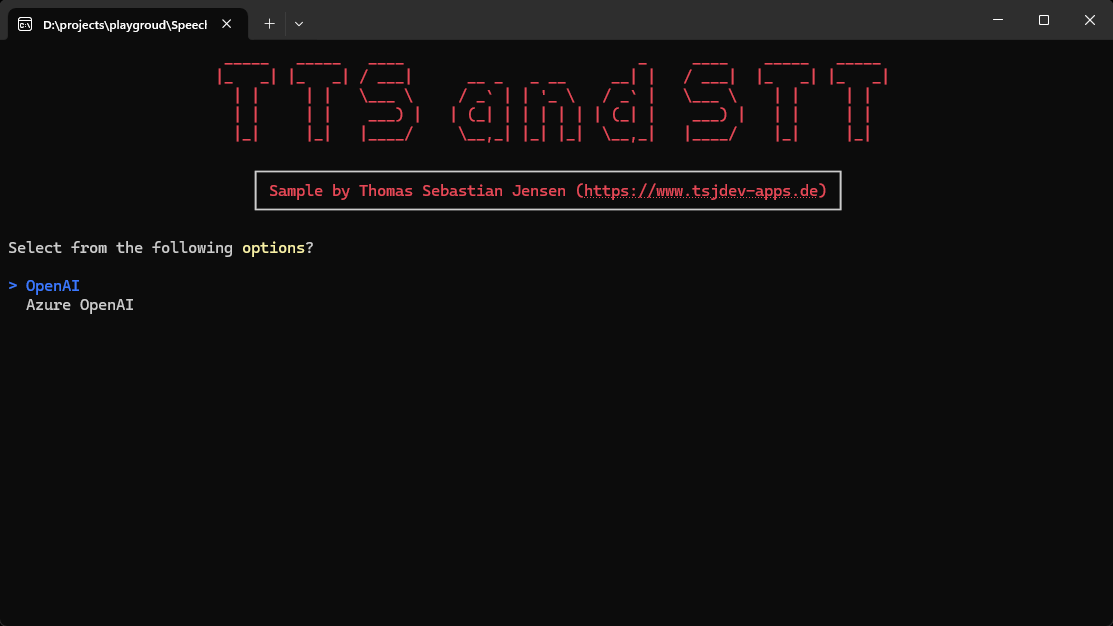 D:\projects\playgroud\Speecl
TTS and STT
Sample by Thomas Sebastian Jensen (https://www.tsjdev-apps.de)
Select from the following options?
> OpenAI
Azure OpenAI